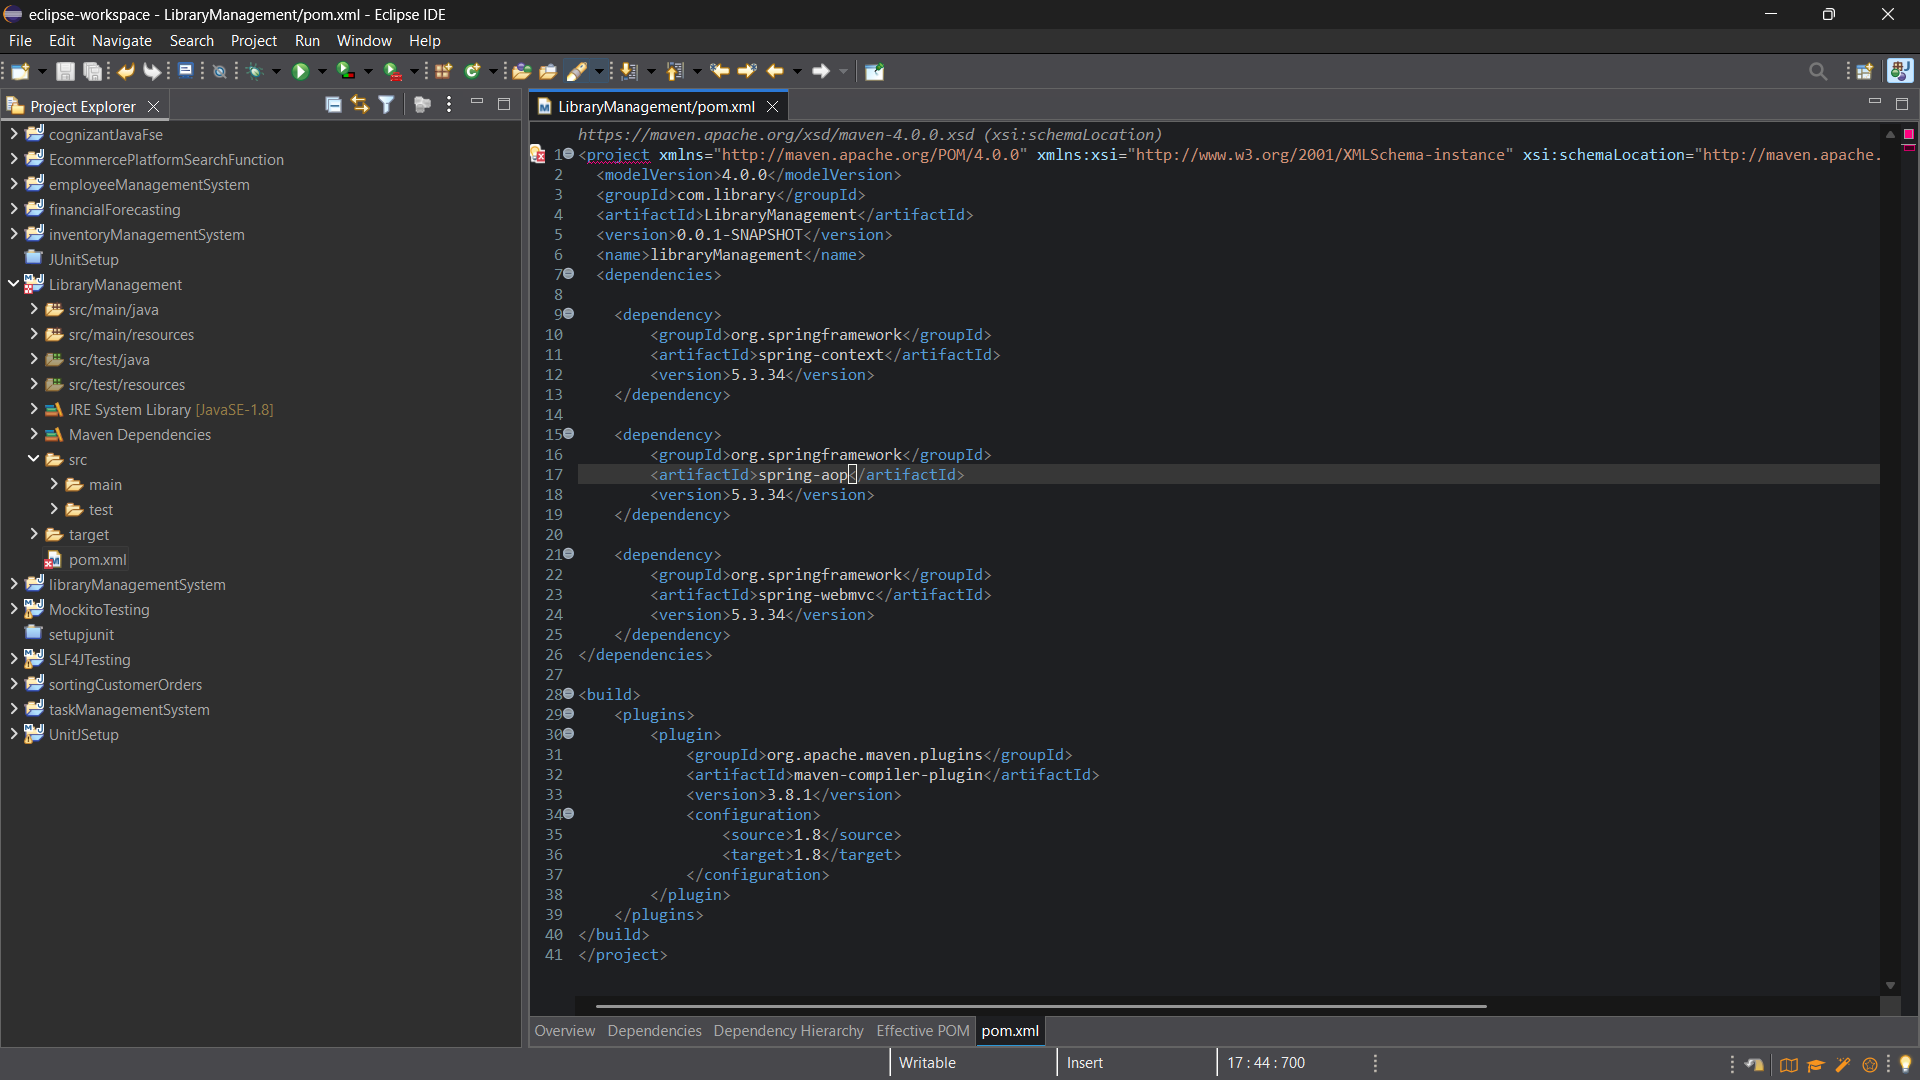 eclipse-workspace - LibraryManagement/pom.xml - Eclipse IDE
File Edit Navigate Search Project Run Window Help
Project Explorer
cognizantJavaFse
EcommercePlatformSearchFunction
employeeManagementSystem
financialForecasting
inventoryManagementSystem
JUnitSetup
LibraryManagement
src/main/java
src/main/resources
src/test/java
src/test/resources
JRE System Library [JavaSE-1.8]
Maven Dependencies
src
main
test
target
pom.xml
libraryManagementSystem
MockitoTesting
setupjunit
SLF4JTesting
sortingCustomerOrders
taskManagementSystem
UnitJSetup
LibraryManagement/pom.xml
https://maven.apache.org/xsd/maven-4.0.0.xsd (xsi:schemaLocation)
1 <project xmlns="http://maven.apache.org/POM/4.0.0" xmlns:xsi="http://www.w3.org/2001/XMLSchema-instance" xsi:schemaLocation="http://maven.apache.
2 <modelVersion>4.0.0</modelVersion>
3 <groupId>com.library</groupId>
4 <artifactId>LibraryManagement</artifactId>
5 <version>0.0.1-SNAPSHOT</version>
6 <name>libraryManagement</name>
7 <dependencies>
8
9 <dependency>
10 <groupId>org.springframework</groupId>
11 <artifactId>spring-context</artifactId>
12 <version>5.3.34</version>
13 </dependency>
14
15 <dependency>
16 <groupId>org.springframework</groupId>
17 <artifactId>spring-aop</artifactId>
18 <version>5.3.34</version>
19 </dependency>
20
21 <dependency>
22 <groupId>org.springframework</groupId>
23 <artifactId>spring-webmvc</artifactId>
24 <version>5.3.34</version>
25 </dependency>
26 </dependencies>
27
28 <build>
29 <plugins>
30 <plugin>
31 <groupId>org.apache.maven.plugins</groupId>
32 <artifactId>maven-compiler-plugin</artifactId>
33 <version>3.8.1</version>
34 <configuration>
35 <source>1.8</source>
36 <target>1.8</target>
37 </configuration>
38 </plugin>
39 </plugins>
40 </build>
41 </project>
Overview Dependencies Dependency Hierarchy Effective POM pom.xml
Writable Insert 17 : 44 : 700